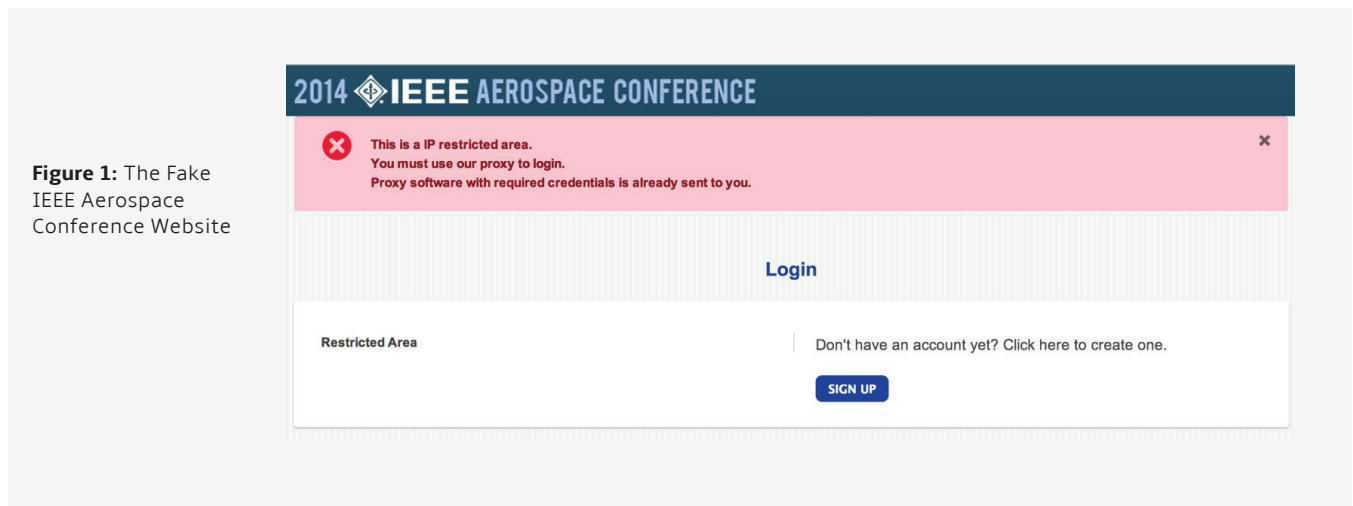 2014 IEEE AEROSPACE CONFERENCE
This is a IP restricted area.
You must use our proxy to login.
Proxy software with required credentials is already sent to you.
Figure 1: The Fake
IEEE Aerospace
Conference Website
Login
Restricted Area
Don't have an account yet? Click here to create one.
SIGN UP